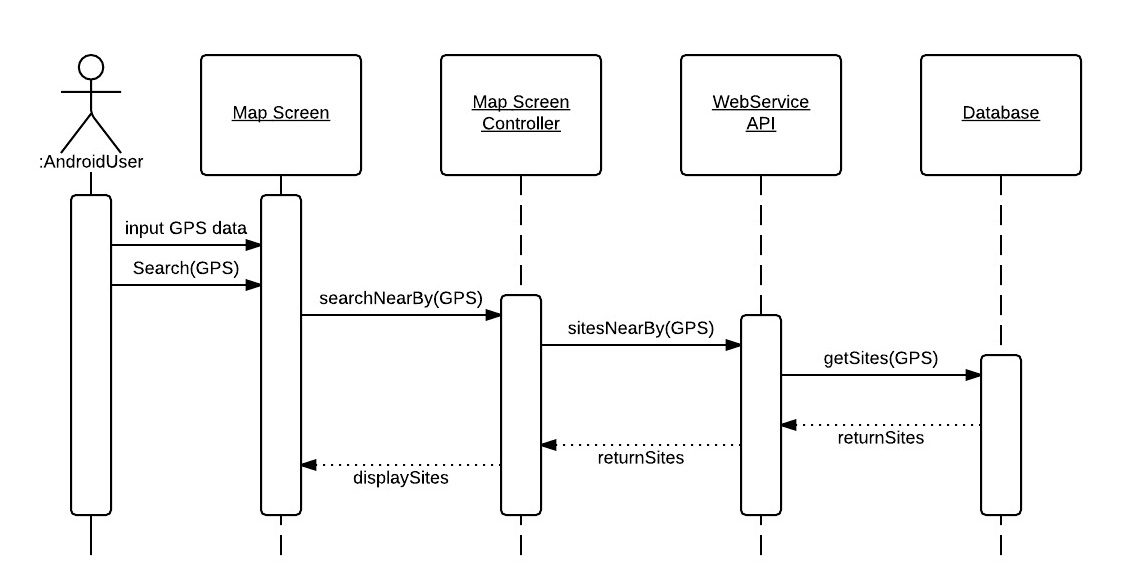 :AndroidUser
Map Screen
Map Screen
Controller
WebService
API
Database
input GPS data
Search(GPS)
searchNearBy(GPS)
sitesNearBy(GPS)
getSites(GPS)
returnSites
returnSites
displaySites